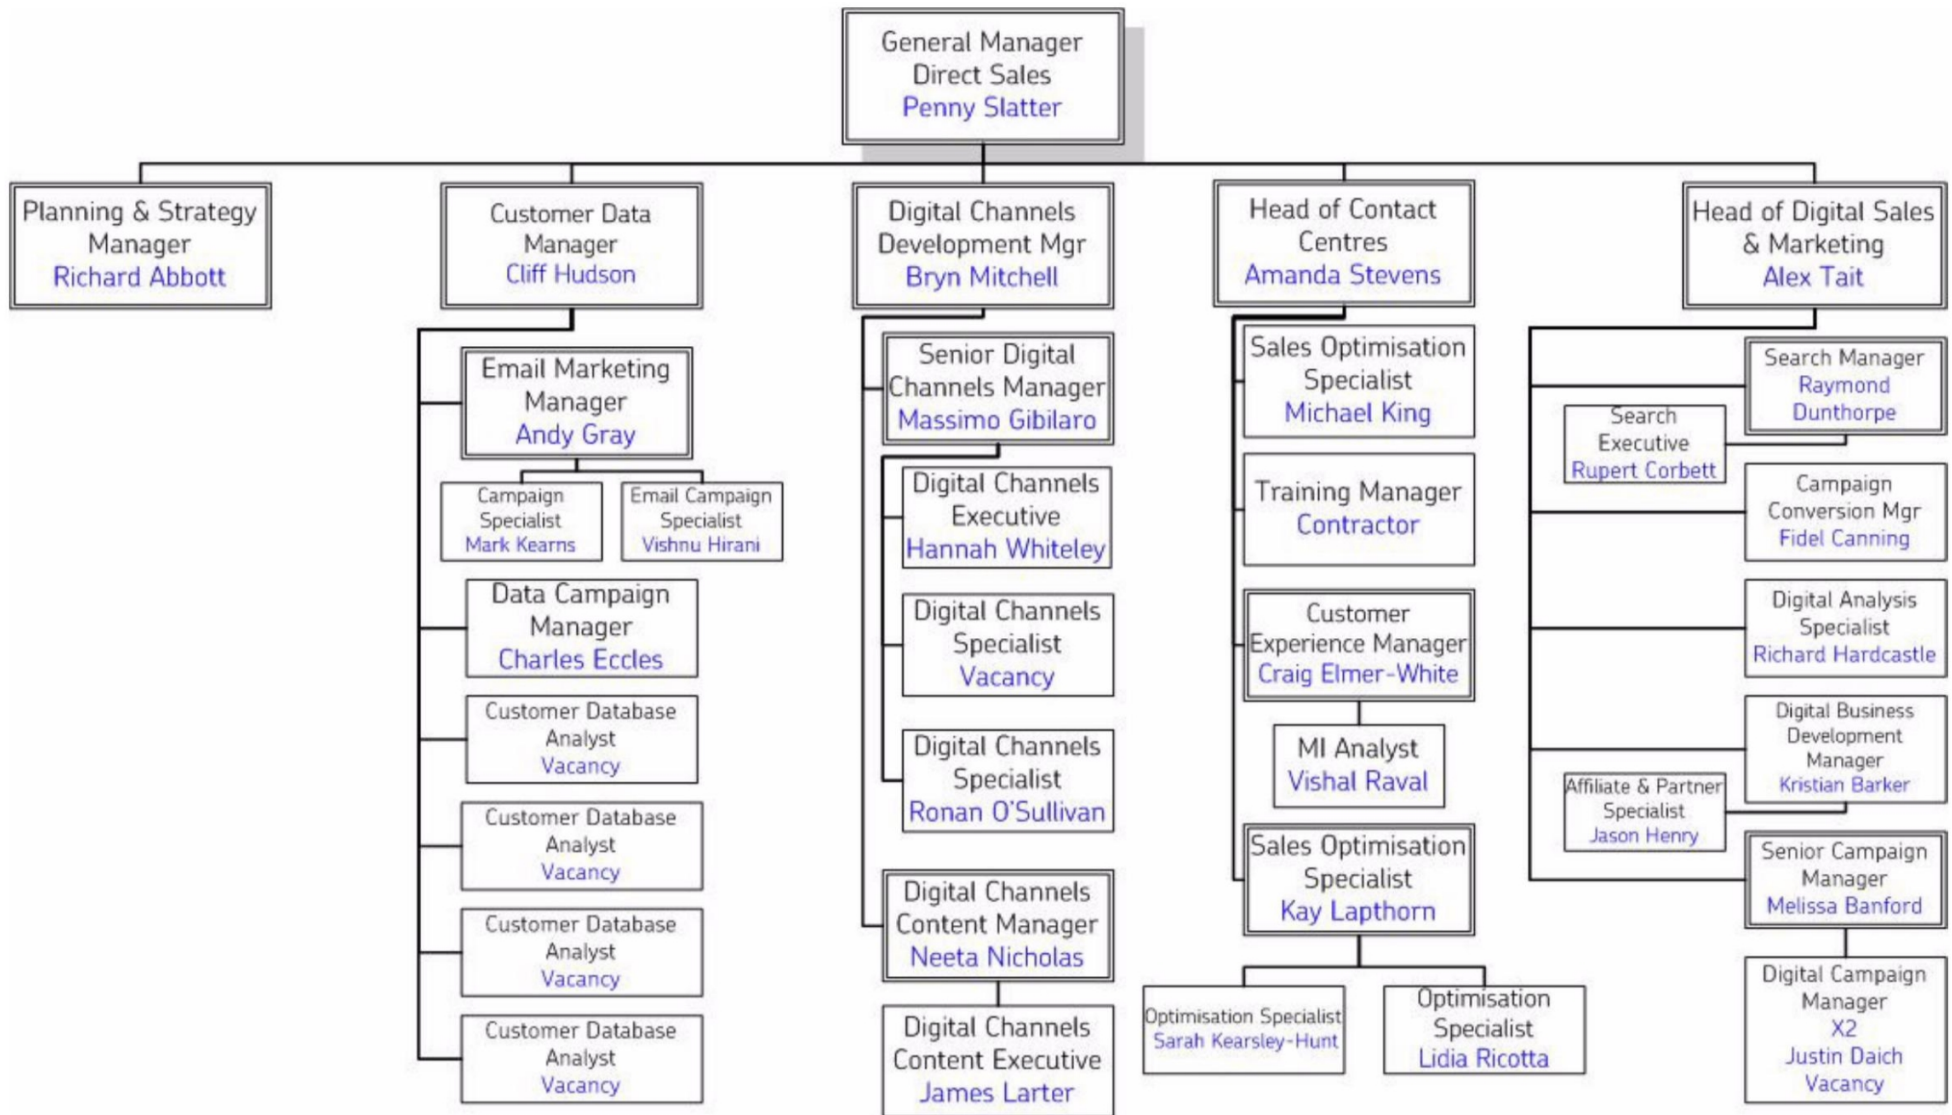 General Manager
Direct Sales
Penny Slatter
Planning & Strategy
Manager
Richard Abbott
Customer Data
Manager
Cliff Hudson
Digital Channels
Development Mgr
Bryn Mitchell
Head of Contact
Centres
Amanda Stevens
Head of Digital Sales
& Marketing
Alex Tait
Email Marketing
Manager
Andy Gray
Campaign
Specialist
Mark Kearns
Email Campaign
Specialist
Vishnu Hirani
Data Campaign
Manager
Charles Eccles
Customer Database
Analyst
Vacancy
Customer Database
Analyst
Vacancy
Customer Database
Analyst
Vacancy
Customer Database
Analyst
Vacancy
Senior Digital
Channels Manager
Massimo Gibilaro
Digital Channels
Executive
Hannah Whiteley
Digital Channels
Specialist
Vacancy
Digital Channels
Specialist
Ronan O'Sullivan
Digital Channels
Content Manager
Neeta Nicholas
Digital Channels
Content Executive
James Larter
Sales Optimisation
Specialist
Michael King
Training Manager
Contractor
Customer
Experience Manager
Craig Elmer-White
MI Analyst
Vishal Raval
Sales Optimisation
Specialist
Kay Lapthorn
Optimisation Specialist
Sarah Kearsley-Hunt
Optimisation
Specialist
Lidia Ricotta
Search Manager
Raymond
Dunthorpe
Search
Executive
Rupert Corbett
Campaign
Conversion Mgr
Fidel Canning
Digital Analysis
Specialist
Richard Hardcastle
Digital Business
Development
Manager
Kristian Barker
Affiliate & Partner
Specialist
Jason Henry
Senior Campaign
Manager
Melissa Banford
Digital Campaign
Manager
X2
Justin Daich
Vacancy